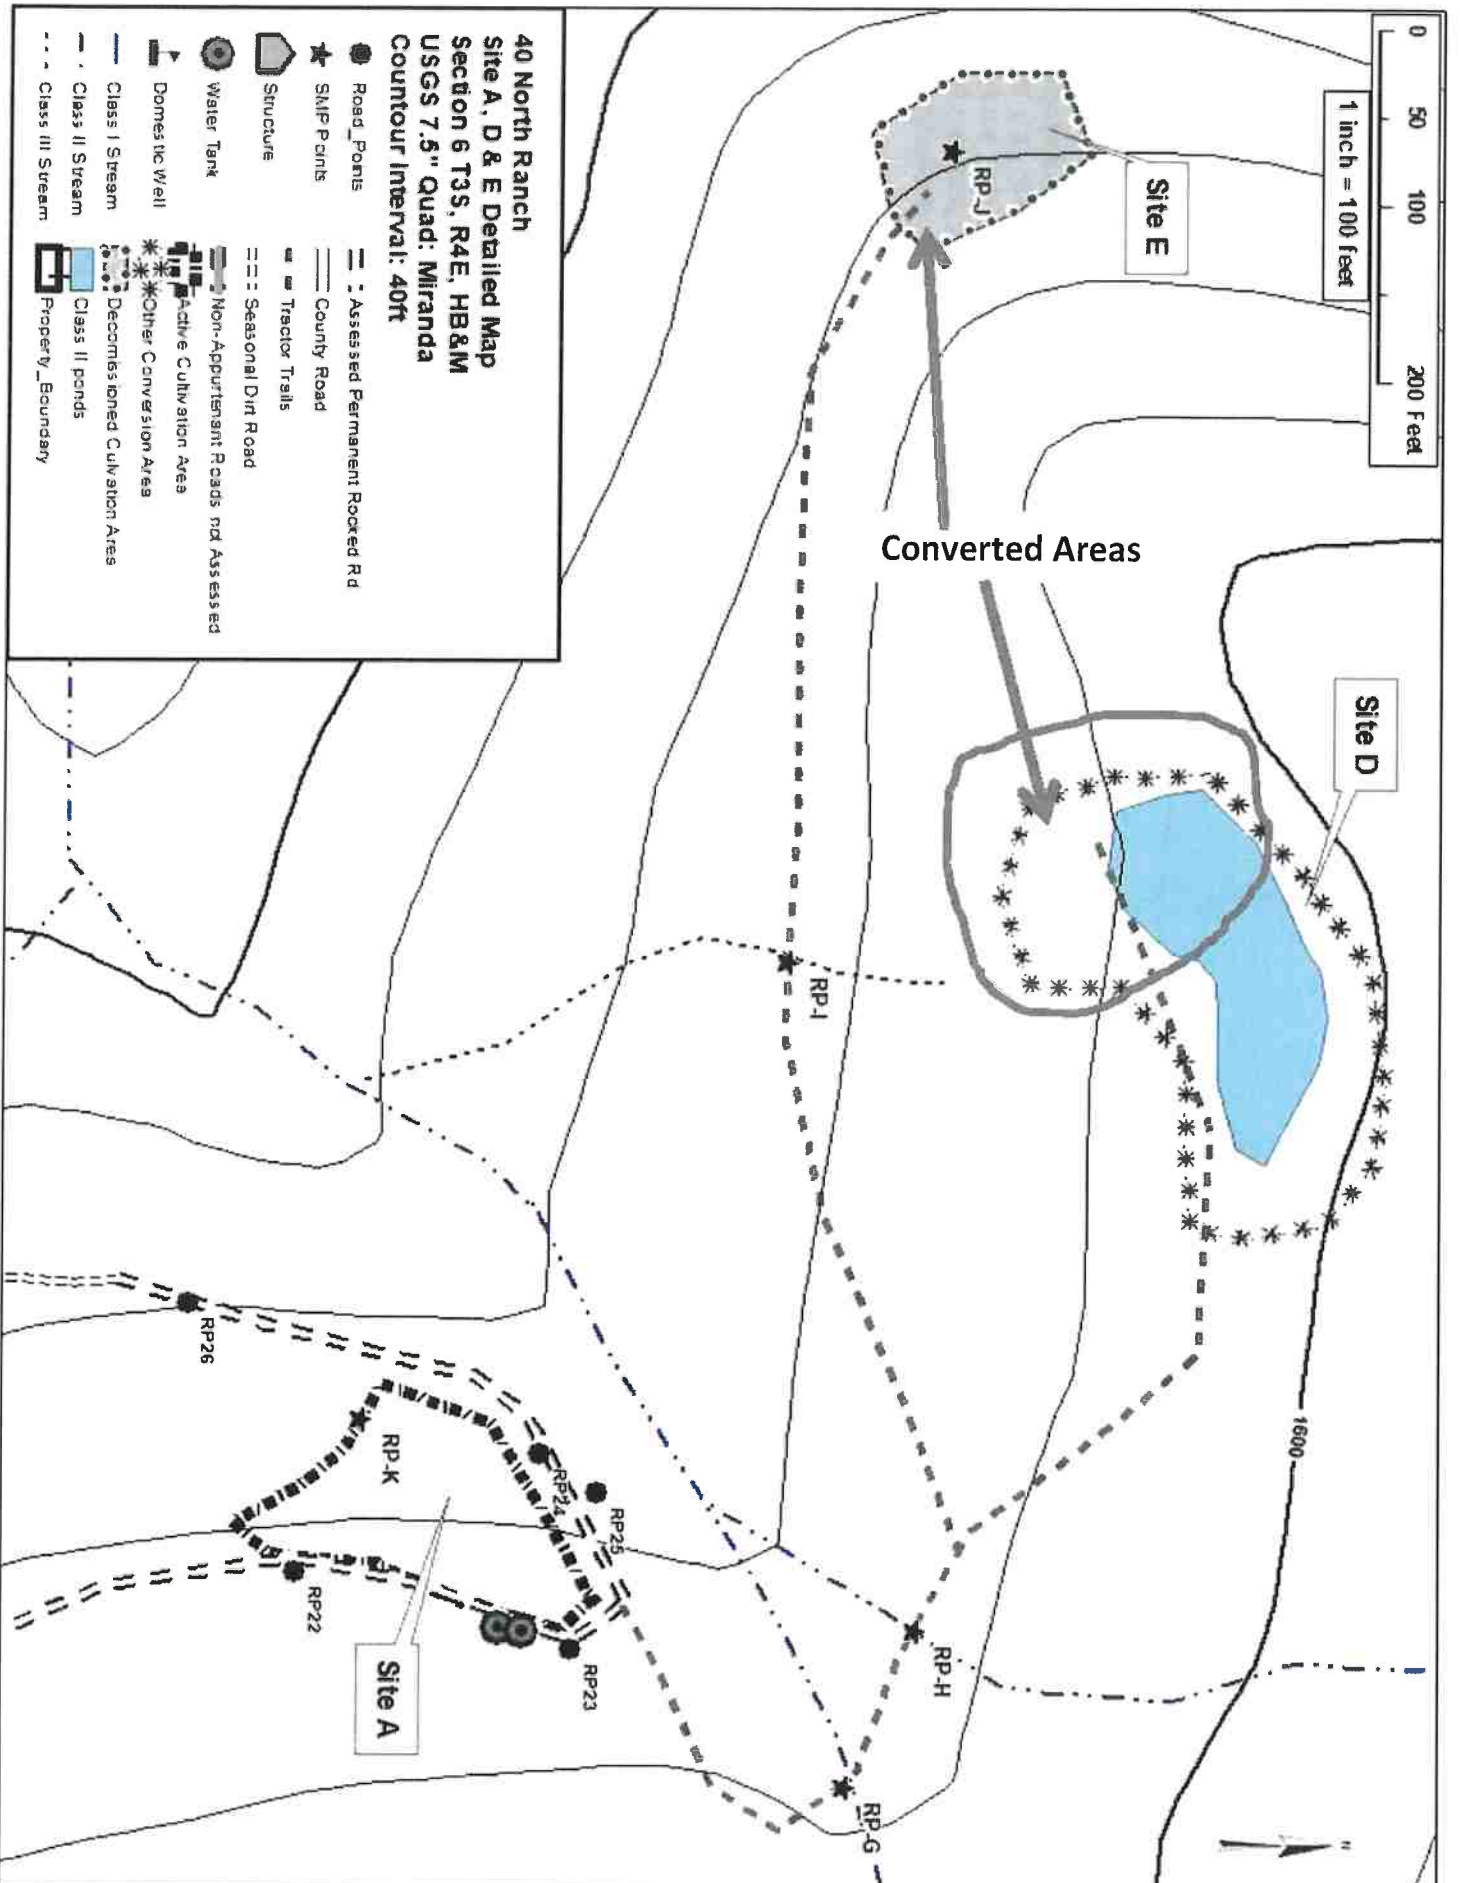 0 50 100 200 Feet
1 inch = 100 feet
Site E
RP-J
Converted Areas
Site D
RP-I
1600
RP-H
RP-G
RP26
RP-K
RP24
RP25
RP22
RP23
Site A
N
40 North Ranch
Site A, D & E Detailed Map
Section 6 T3S, R4E, HB&M
USGS 7.5" Quad: Miranda
Countour Interval: 40ft
Road_Points
SMP Points
Structure
Water Tank
Domestic Well
Class I Stream
Class II Stream
Class III Stream
Assessed Permanent Rocked Rd
County Road
Tractor Trails
Seasonal Dirt Road
Non-Appurtenant Roads not Assessed
Active Cultivation Area
Other Conversion Area
Decomissioned Culvation Areas
Class II ponds
Property_Boundary